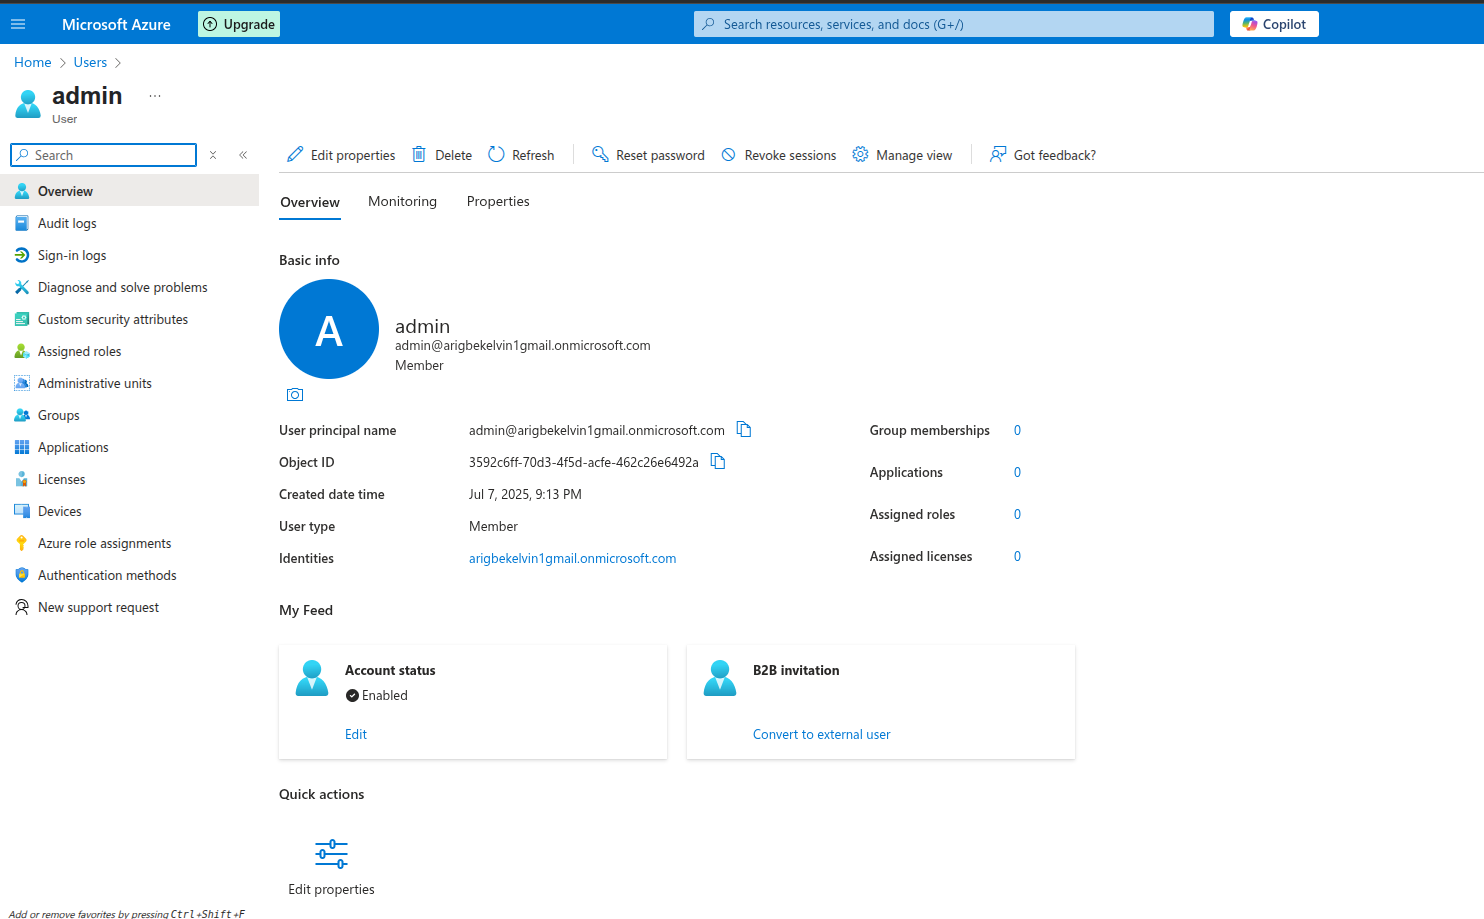 Microsoft Azure
Upgrade
Search resources, services, and docs (G+/)
Copilot
Home > Users >
admin
...
User
Search
Edit properties
Delete
Refresh
Reset password
Revoke sessions
Manage view
Got feedback?
Overview
Audit logs
Sign-in logs
Diagnose and solve problems
Custom security attributes
Assigned roles
Administrative units
Groups
Applications
Licenses
Devices
Azure role assignments
Authentication methods
New support request
Overview
Monitoring
Properties
Basic info
A
admin
admin@arigbekelvin1gmail.onmicrosoft.com
Member
User principal name
admin@arigbekelvin1gmail.onmicrosoft.com
Object ID
3592c6ff-70d3-4f5d-acfe-462c26e6492a
Created date time
Jul 7, 2025, 9:13 PM
User type
Member
Identities
arigbekelvin1gmail.onmicrosoft.com
Group memberships
0
Applications
0
Assigned roles
0
Assigned licenses
0
My Feed
Account status
Enabled
Edit
B2B invitation
Convert to external user
Quick actions
Edit properties
Add or remove favorites by pressing Ctrl+Shift+F